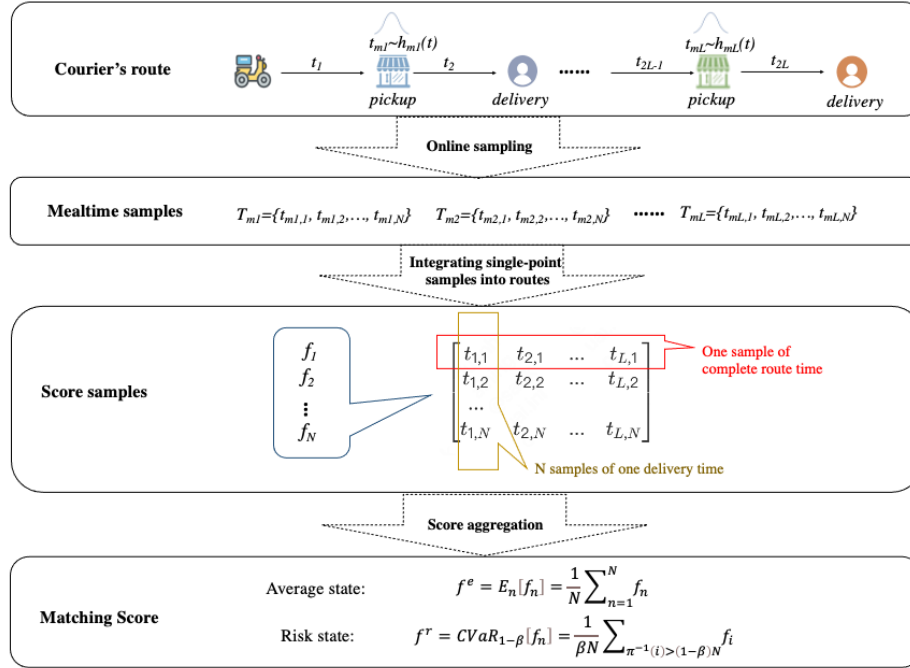 t_{m1}~h_{m1}(t)
t_{mL}~h_{mL}(t)
Courier's route
t_1
t_2
······
t_{2L-1}
t_{2L}
pickup
delivery
pickup
delivery
Online sampling
Mealtime samples
T_{m1}={t_{m1,1}, t_{m1,2},..., t_{m1,N}}
T_{m2}={t_{m2,1}, t_{m2,2},..., t_{m2,N}}
······
T_{mL}={t_{mL,1}, t_{mL,2},..., t_{mL,N}}
Integrating single-point
samples into routes
Score samples
f_1
f_2
⋮
f_N
t_{1,1} t_{2,1} ... t_{L,1}
t_{1,2} t_{2,2} ... t_{L,2}
...
t_{1,N} t_{2,N} ... t_{L,N}
One sample of
complete route time
N samples of one delivery time
Score aggregation
Matching Score
Average state: f^e = E_n[f_n] = \frac{1}{N} \sum_{n=1}^{N} f_n
Risk state: f^r = CVaR_{1-β}[f_n] = \frac{1}{βN} \sum_{π^{-1}(i)>(1-β)N} f_i